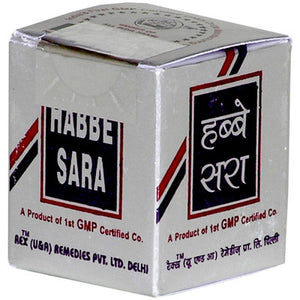 HABBE
SARA
A Product of 1st GMP Certified Co.
REX (U&A) REMEDIES PVT. LTD. DELHI
हब्बे
सरा
A Product of 1st GMP Certified Co.
रैक्स (यू एण्ड आ) रेमेडीज प्रा. लि. दिल्ली